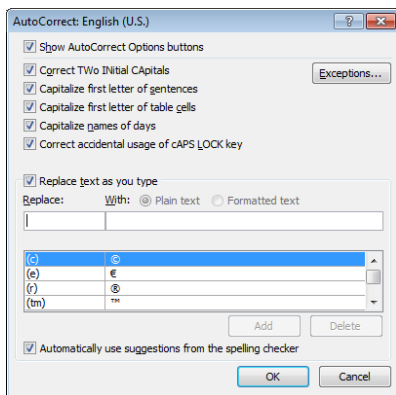 AutoCorrect: English (U.S.)
Show AutoCorrect Options buttons
Correct TWo INitial CApitals
Exceptions...
Capitalize first letter of sentences
Capitalize first letter of table cells
Capitalize names of days
Correct accidental usage of cAPS LOCK key
Replace text as you type
Replace: With: Plain text Formatted text
(c) ©
(e) €
(r) ®
(tm) ™
Add Delete
Automatically use suggestions from the spelling checker
OK Cancel